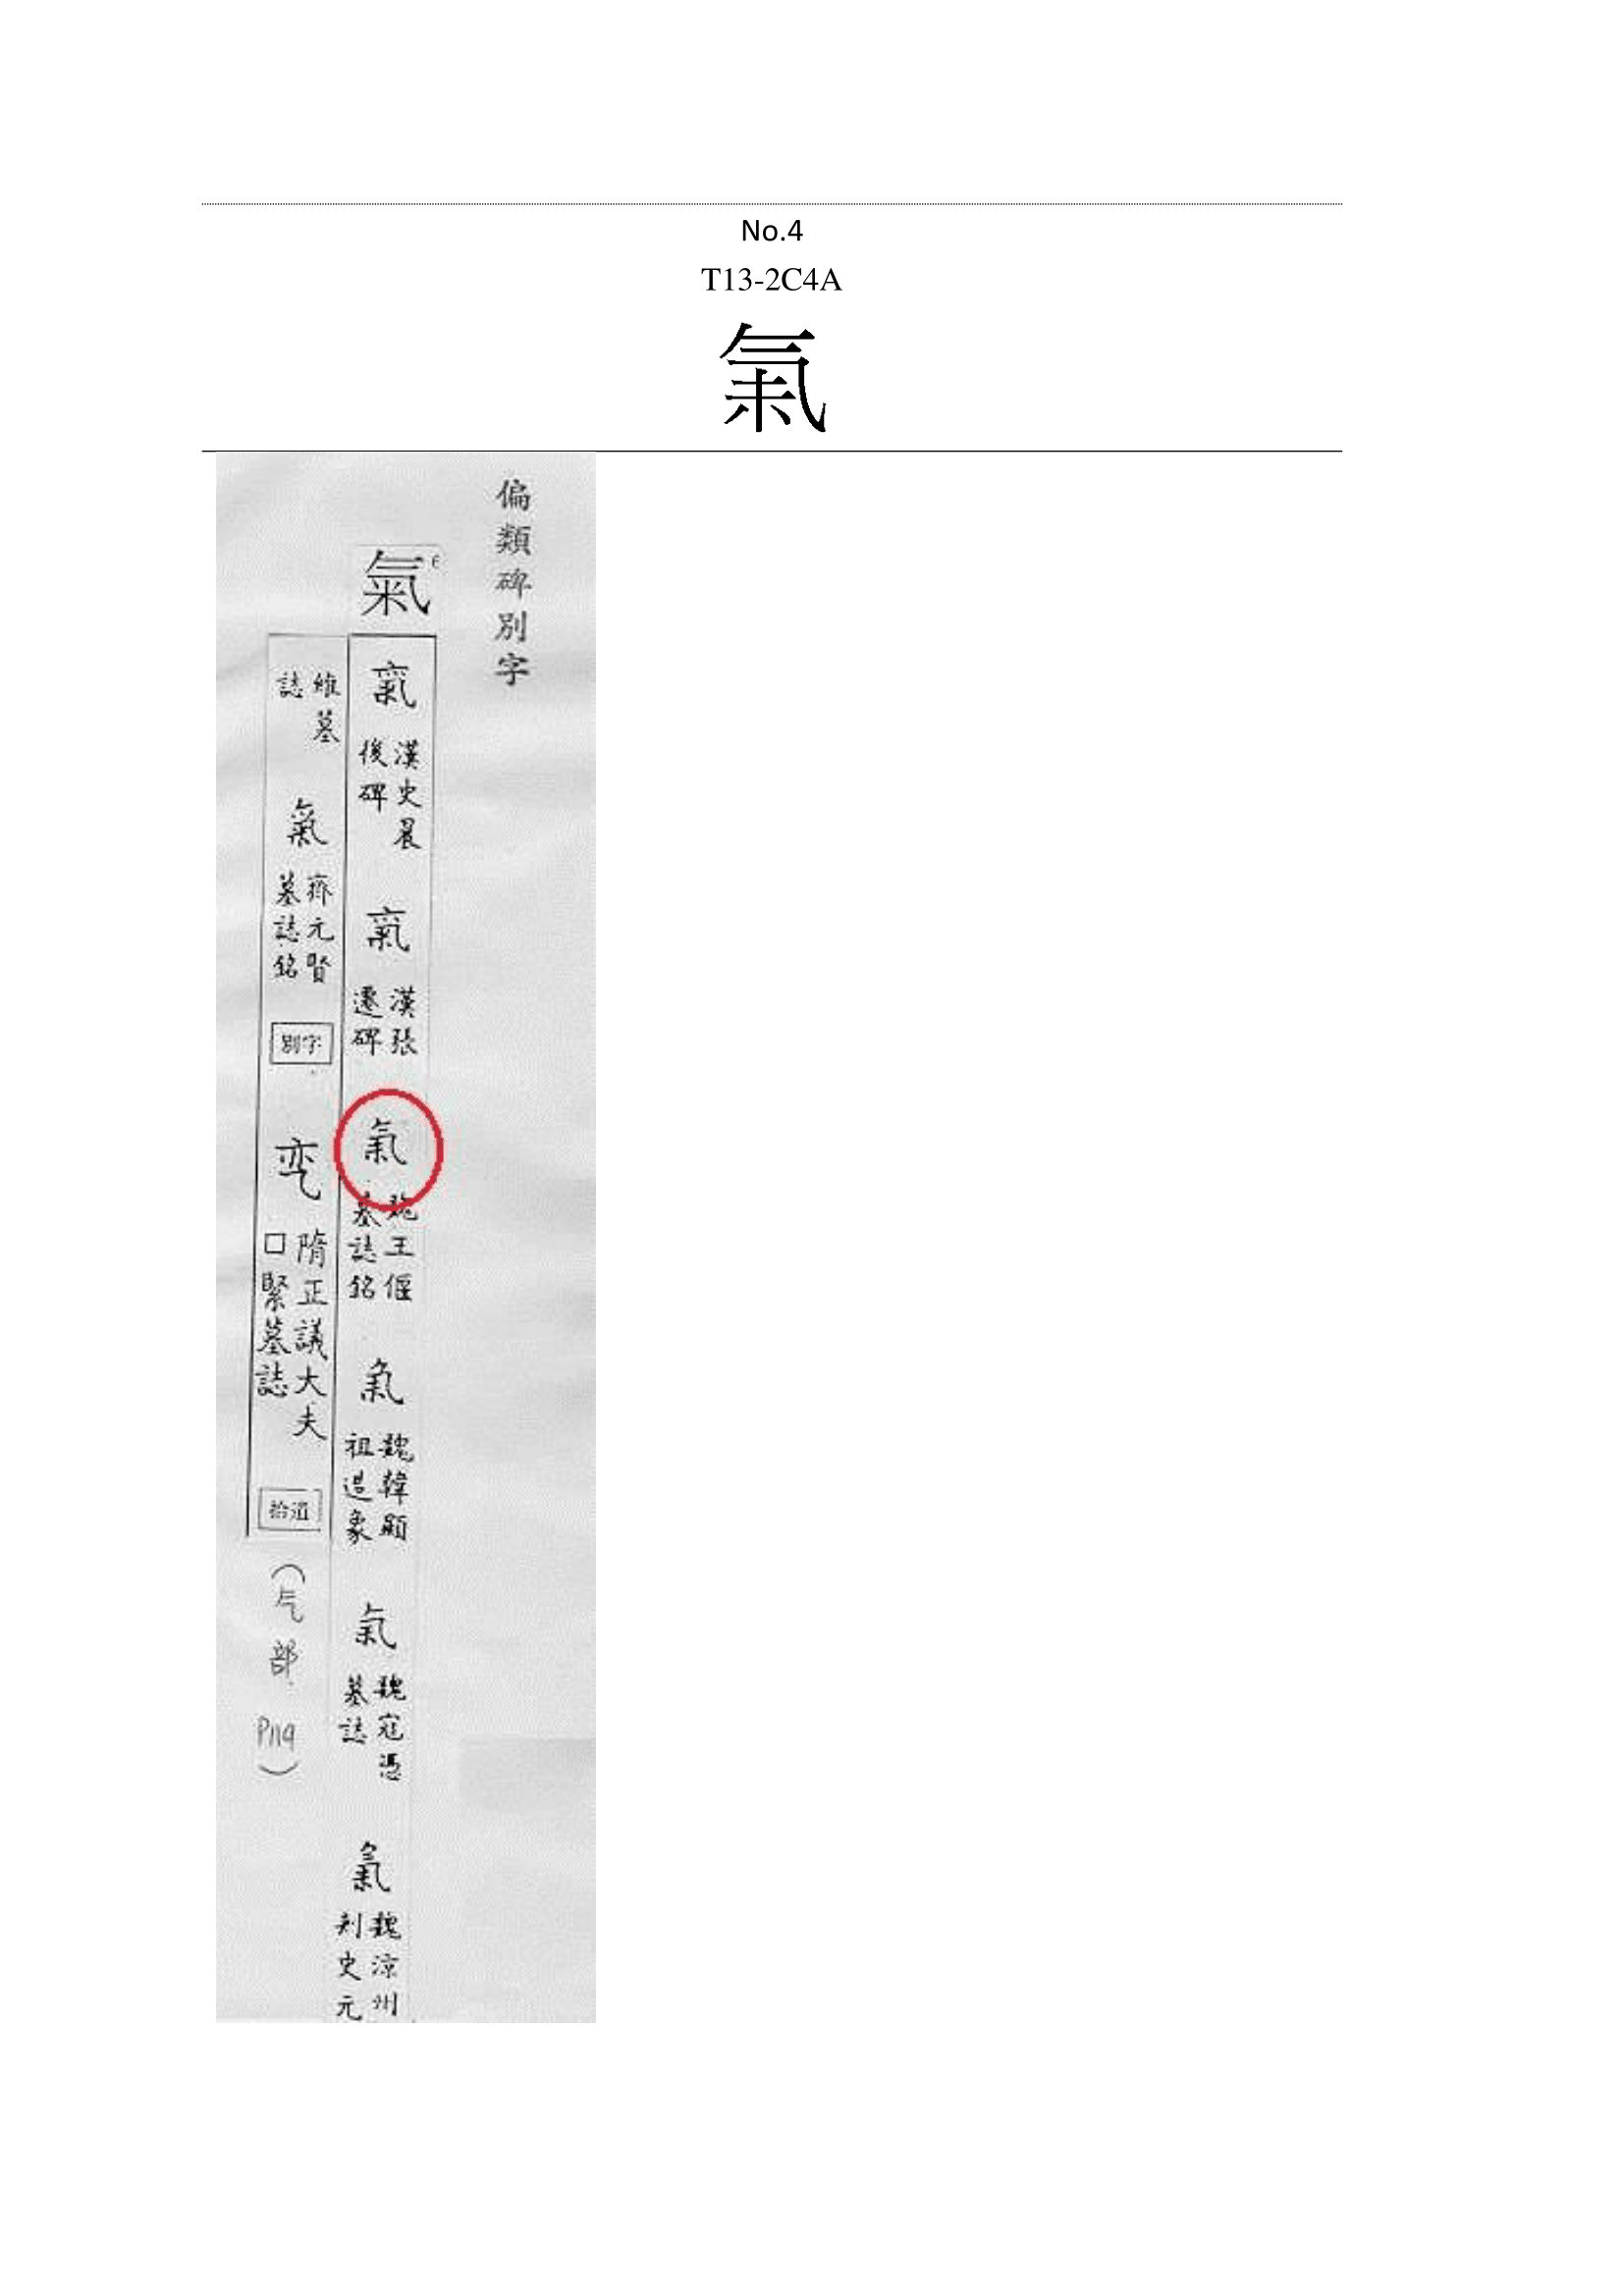 No.4
T13-2C4A
氣
偏類碑別字
氣
氣 漢史晨後碑
氣 漢張遷碑
氣 魏王偃墓誌銘
氣 魏韓顯祖造象
氣 魏寇憑墓誌
氣 魏涼州刺史元
維墓誌
氣 齊元賢墓誌銘
別字
隋正議大夫□緊墓誌
拾遺
(气部 P119)